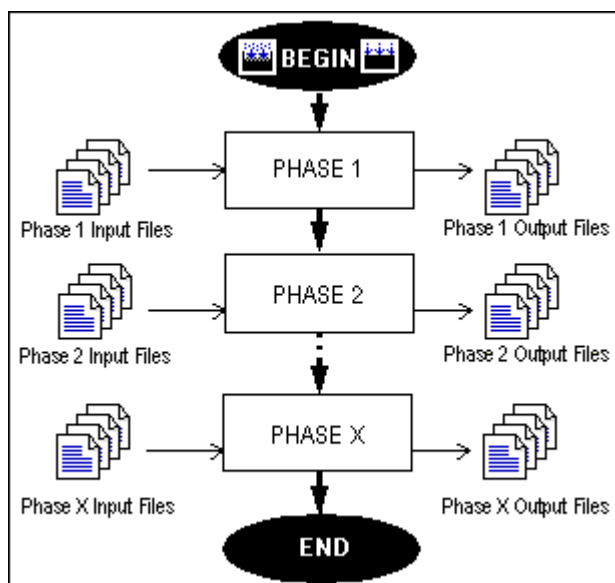 BEGIN
PHASE 1
Phase 1 Input Files
Phase 1 Output Files
PHASE 2
Phase 2 Input Files
Phase 2 Output Files
PHASE X
Phase X Input Files
Phase X Output Files
END